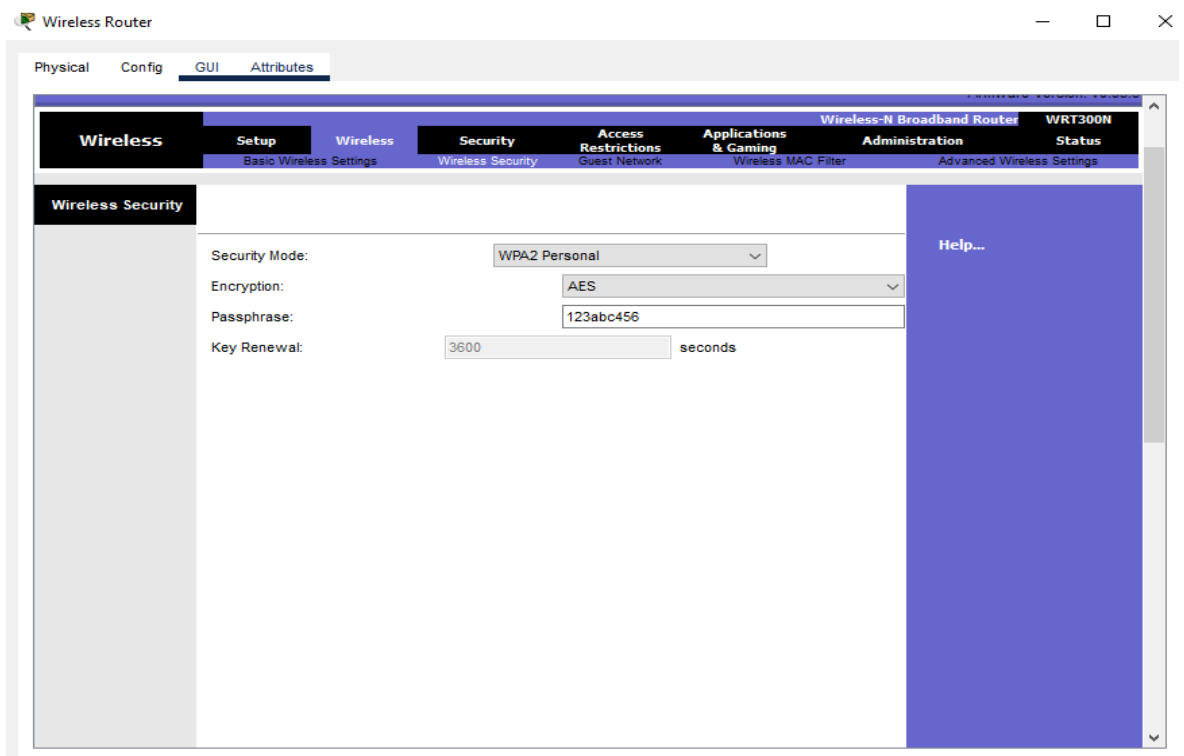 Wireless Router
Physical Config GUI Attributes
Wireless-N Broadband Router WRT300N
Wireless Setup Wireless Security Access Restrictions Applications & Gaming Administration Status
Basic Wireless Settings Wireless Security Guest Network Wireless MAC Filter Advanced Wireless Settings
Wireless Security
Help...
Security Mode: WPA2 Personal
Encryption: AES
Passphrase: 123abc456
Key Renewal: 3600 seconds